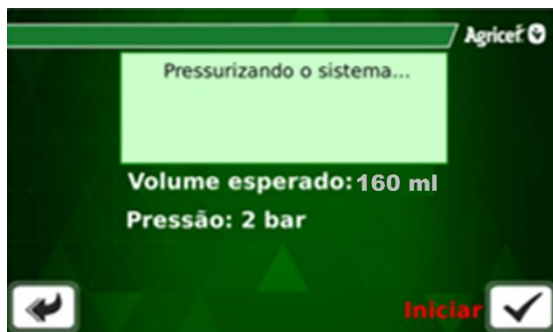 Agricef
Pressurizando o sistema...
Volume esperado: 160 ml
Pressão: 2 bar
Iniciar